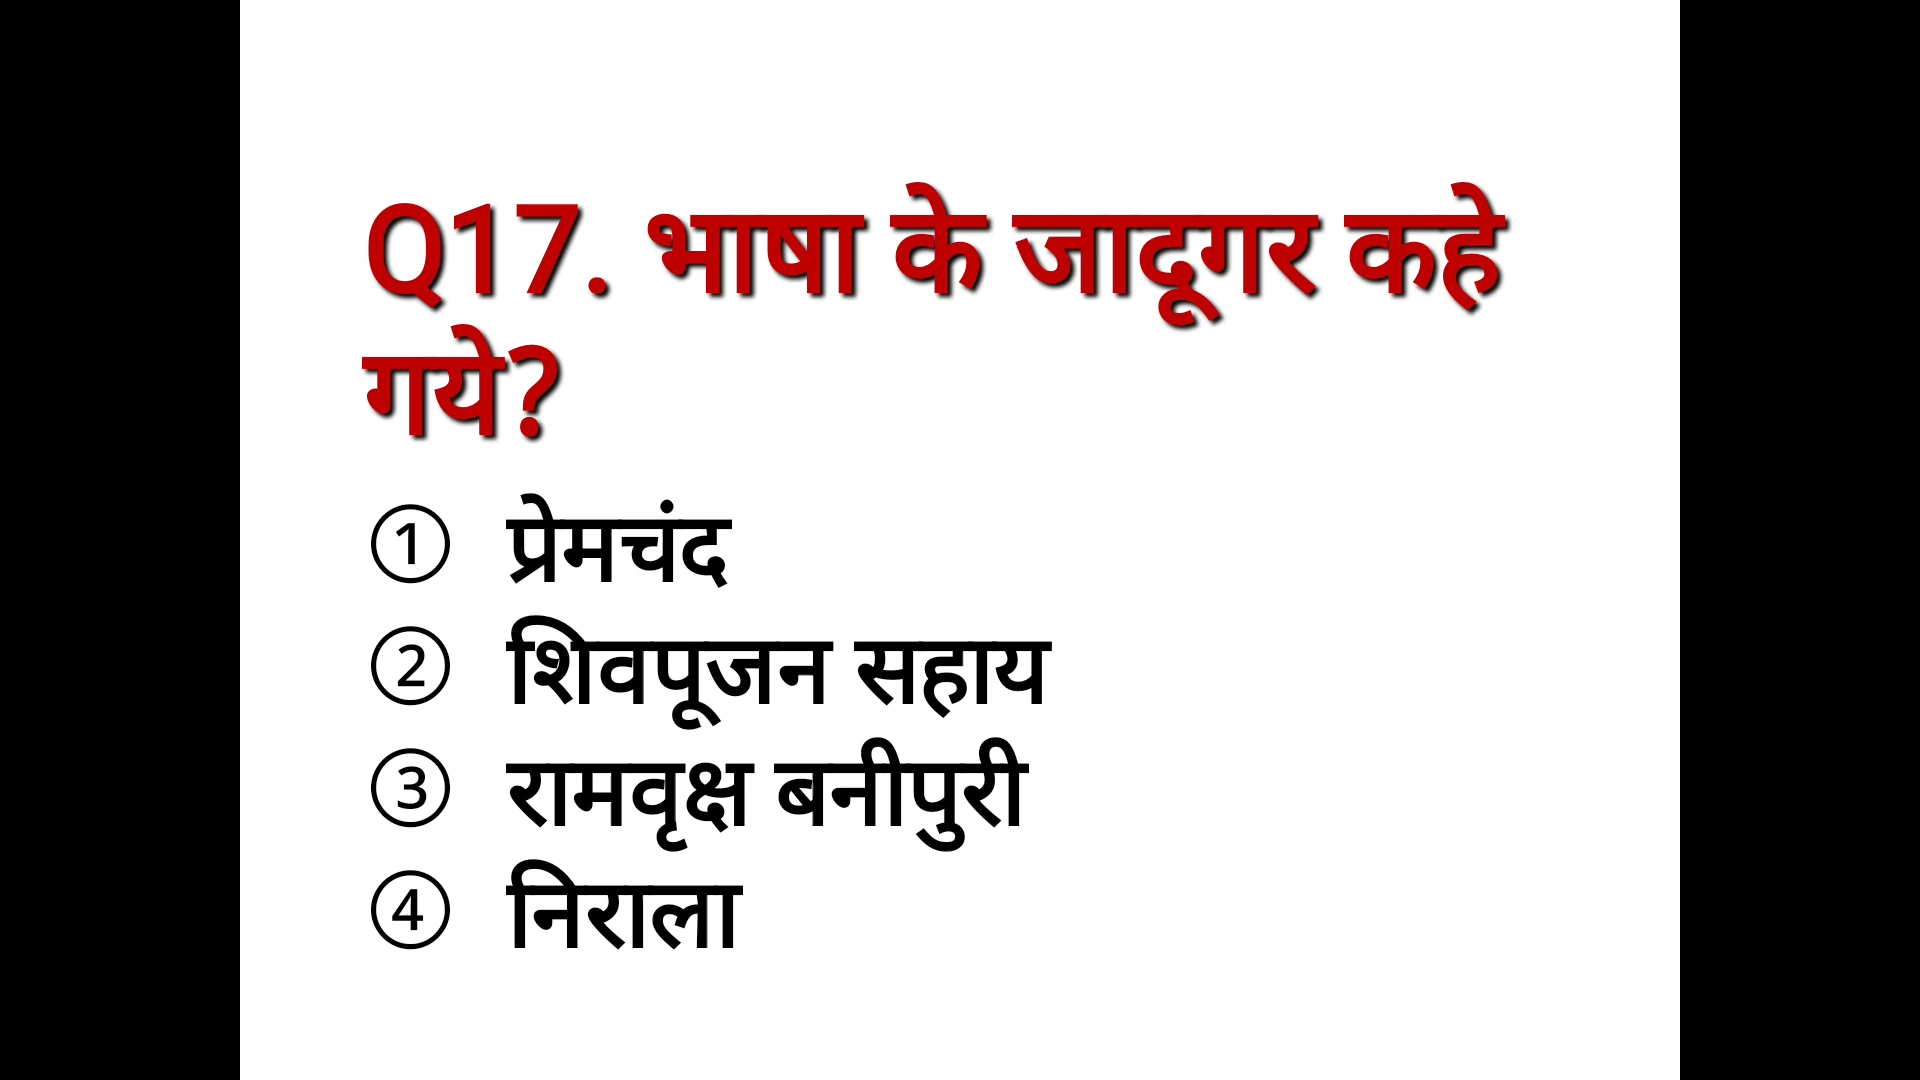 Q17. भाषा के जादूगर कहे
गये?
① प्रेमचंद
② शिवपूजन सहाय
③ रामवृक्ष बनीपुरी
④ निराला